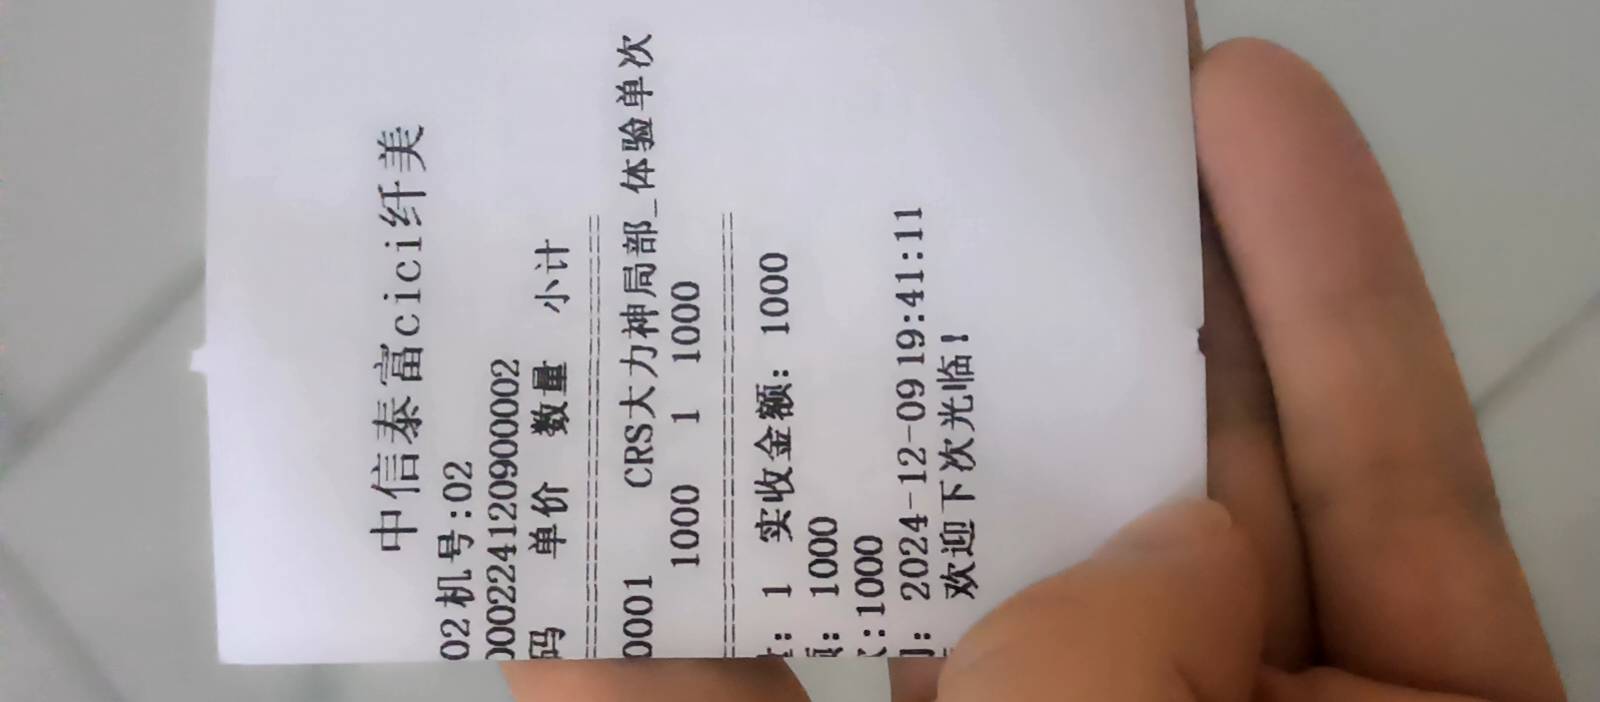 中信泰富cici纤美
02机号:02
00022412090002
码 单价 数量 小计
0001 CRS大力神局部_体验单次
1000 1 1000
: 1 实收金额: 1000
: 1000
:1000
: 2024-12-09 19:41:11
欢迎下次光临!